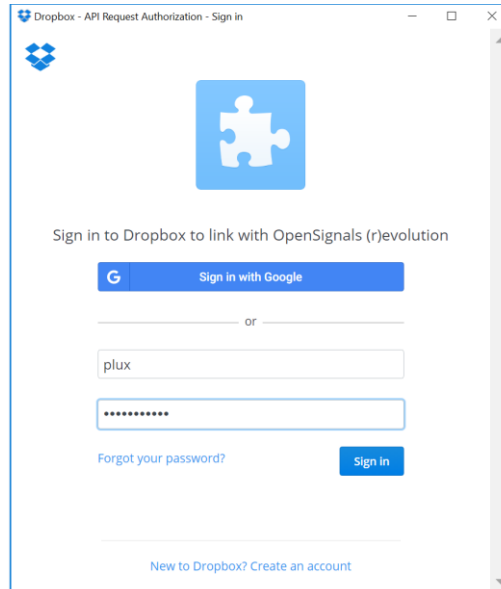 Dropbox - API Request Authorization - Sign in
Sign in to Dropbox to link with OpenSignals (r)evolution
G Sign in with Google
or
plux
•••••••••••
Forgot your password?
Sign in
New to Dropbox? Create an account